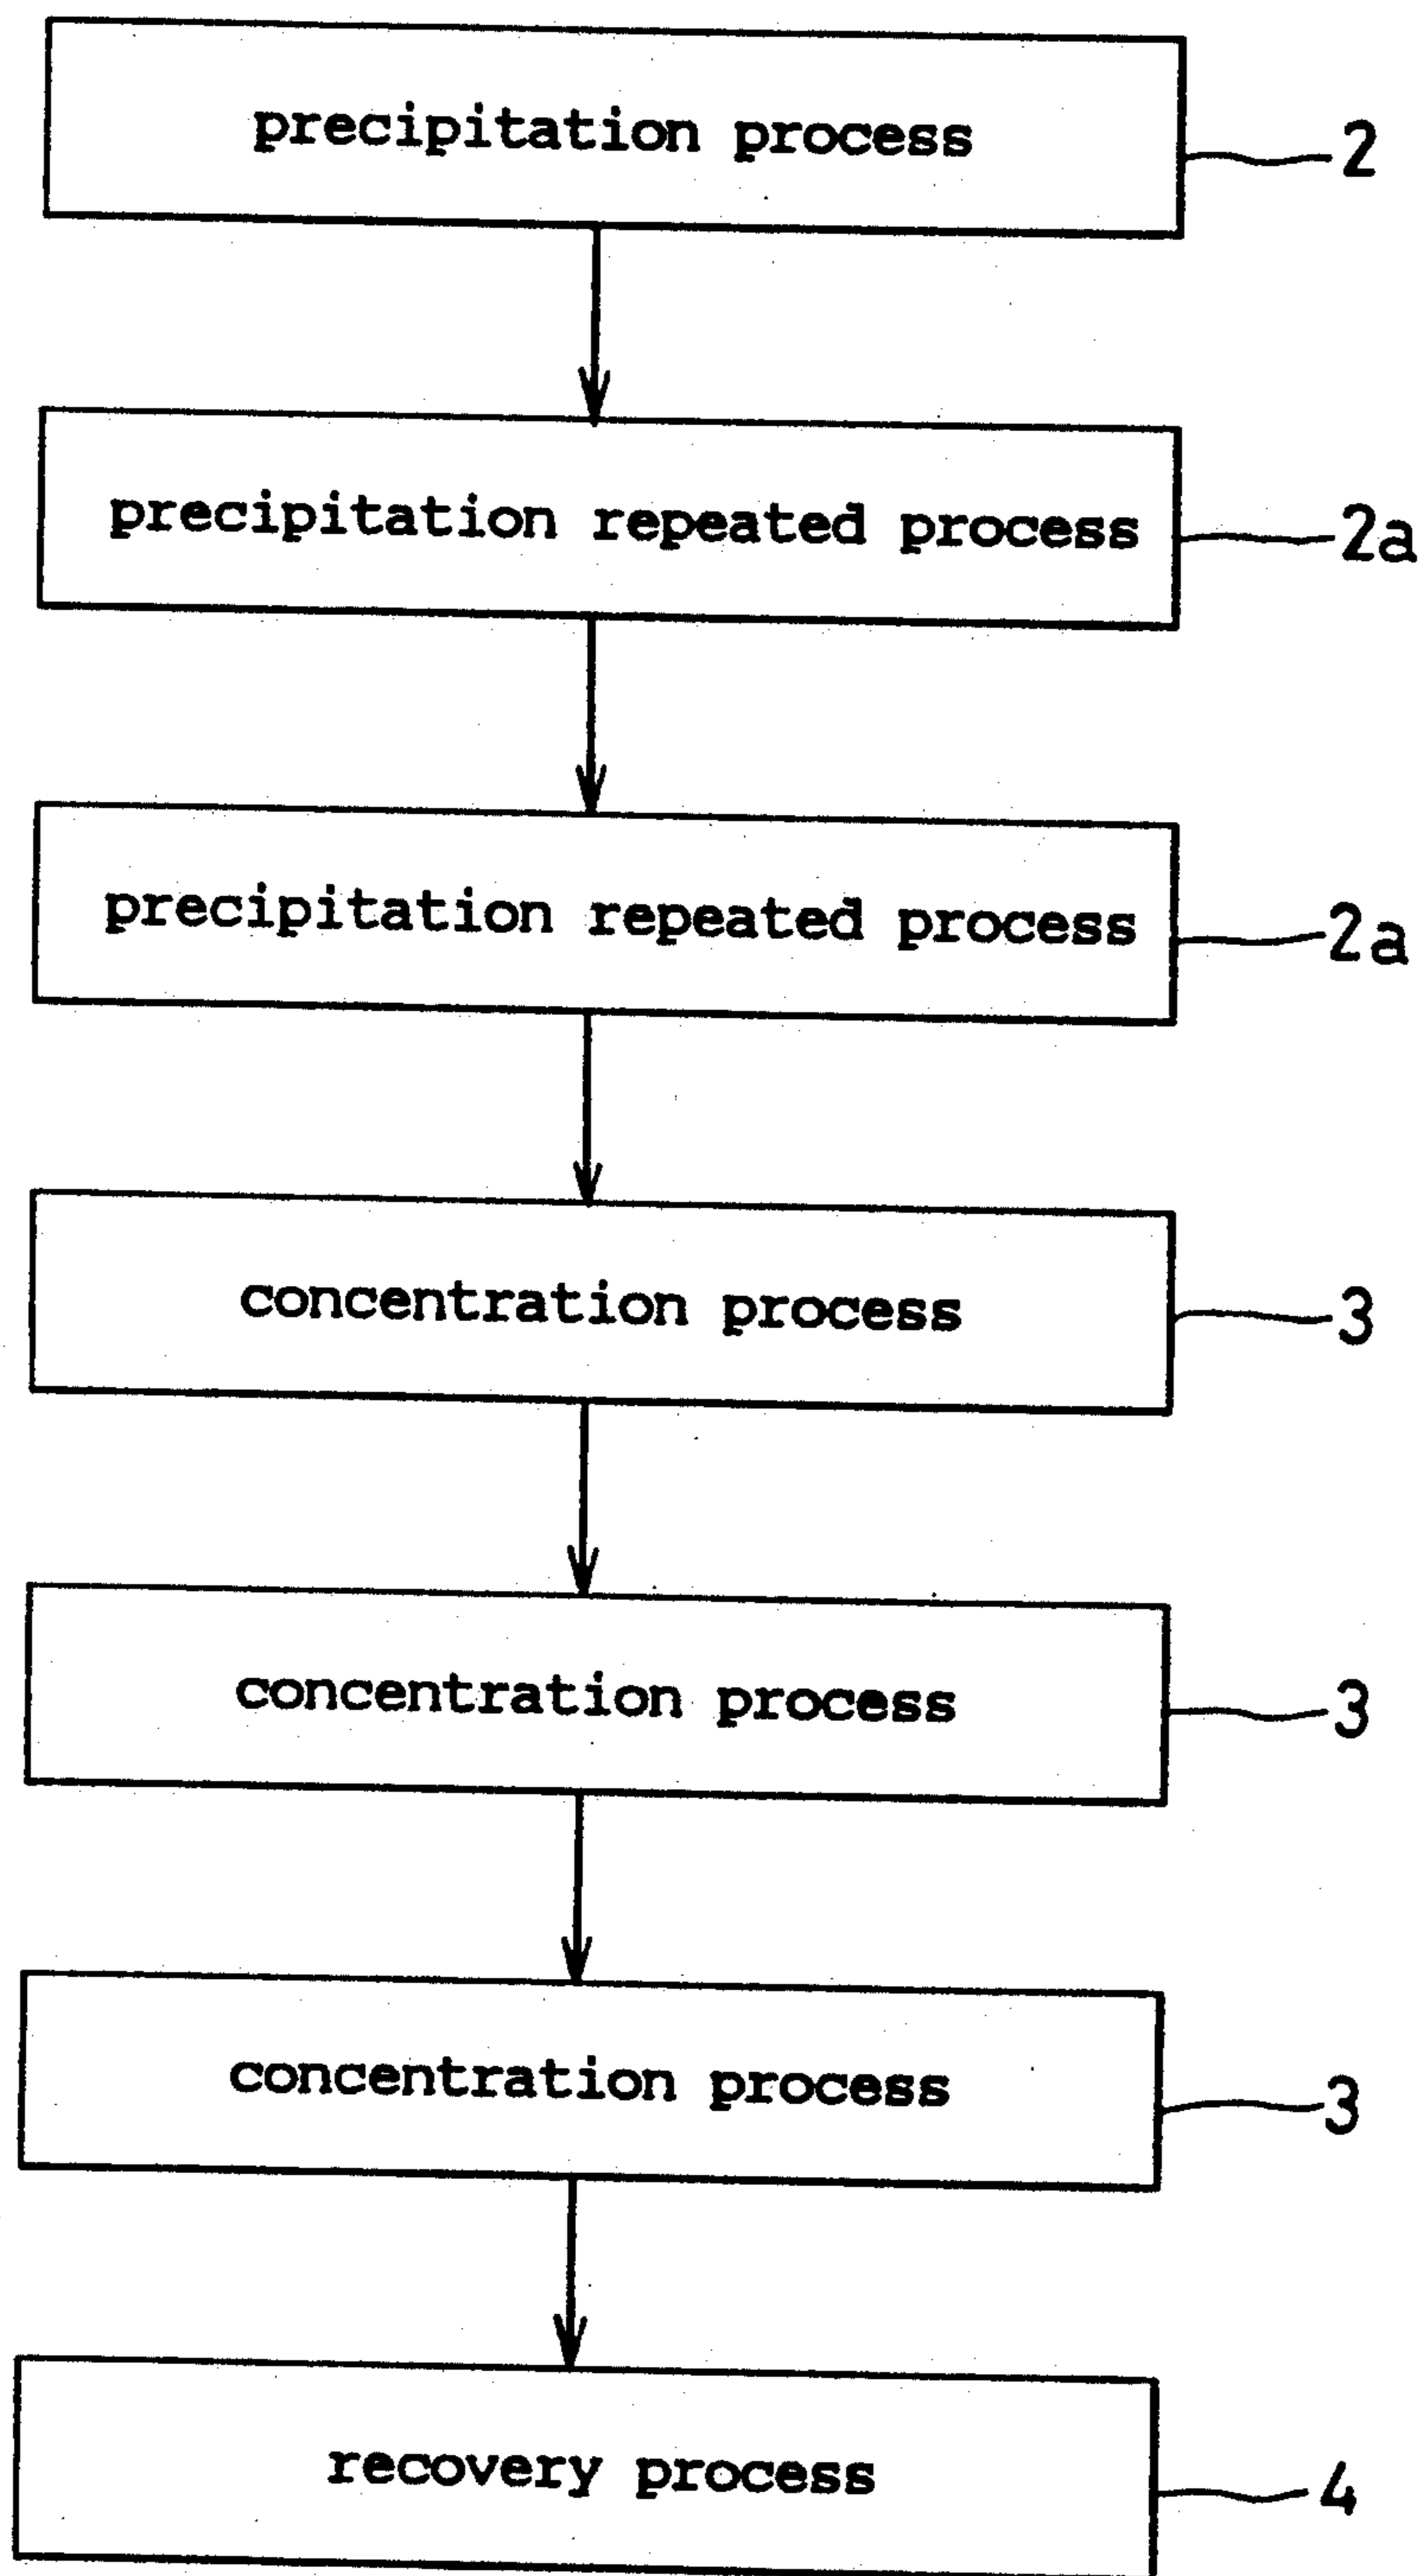 precipitation process 2
precipitation repeated process 2a
precipitation repeated process 2a
concentration process 3
concentration process 3
concentration process 3
recovery process 4